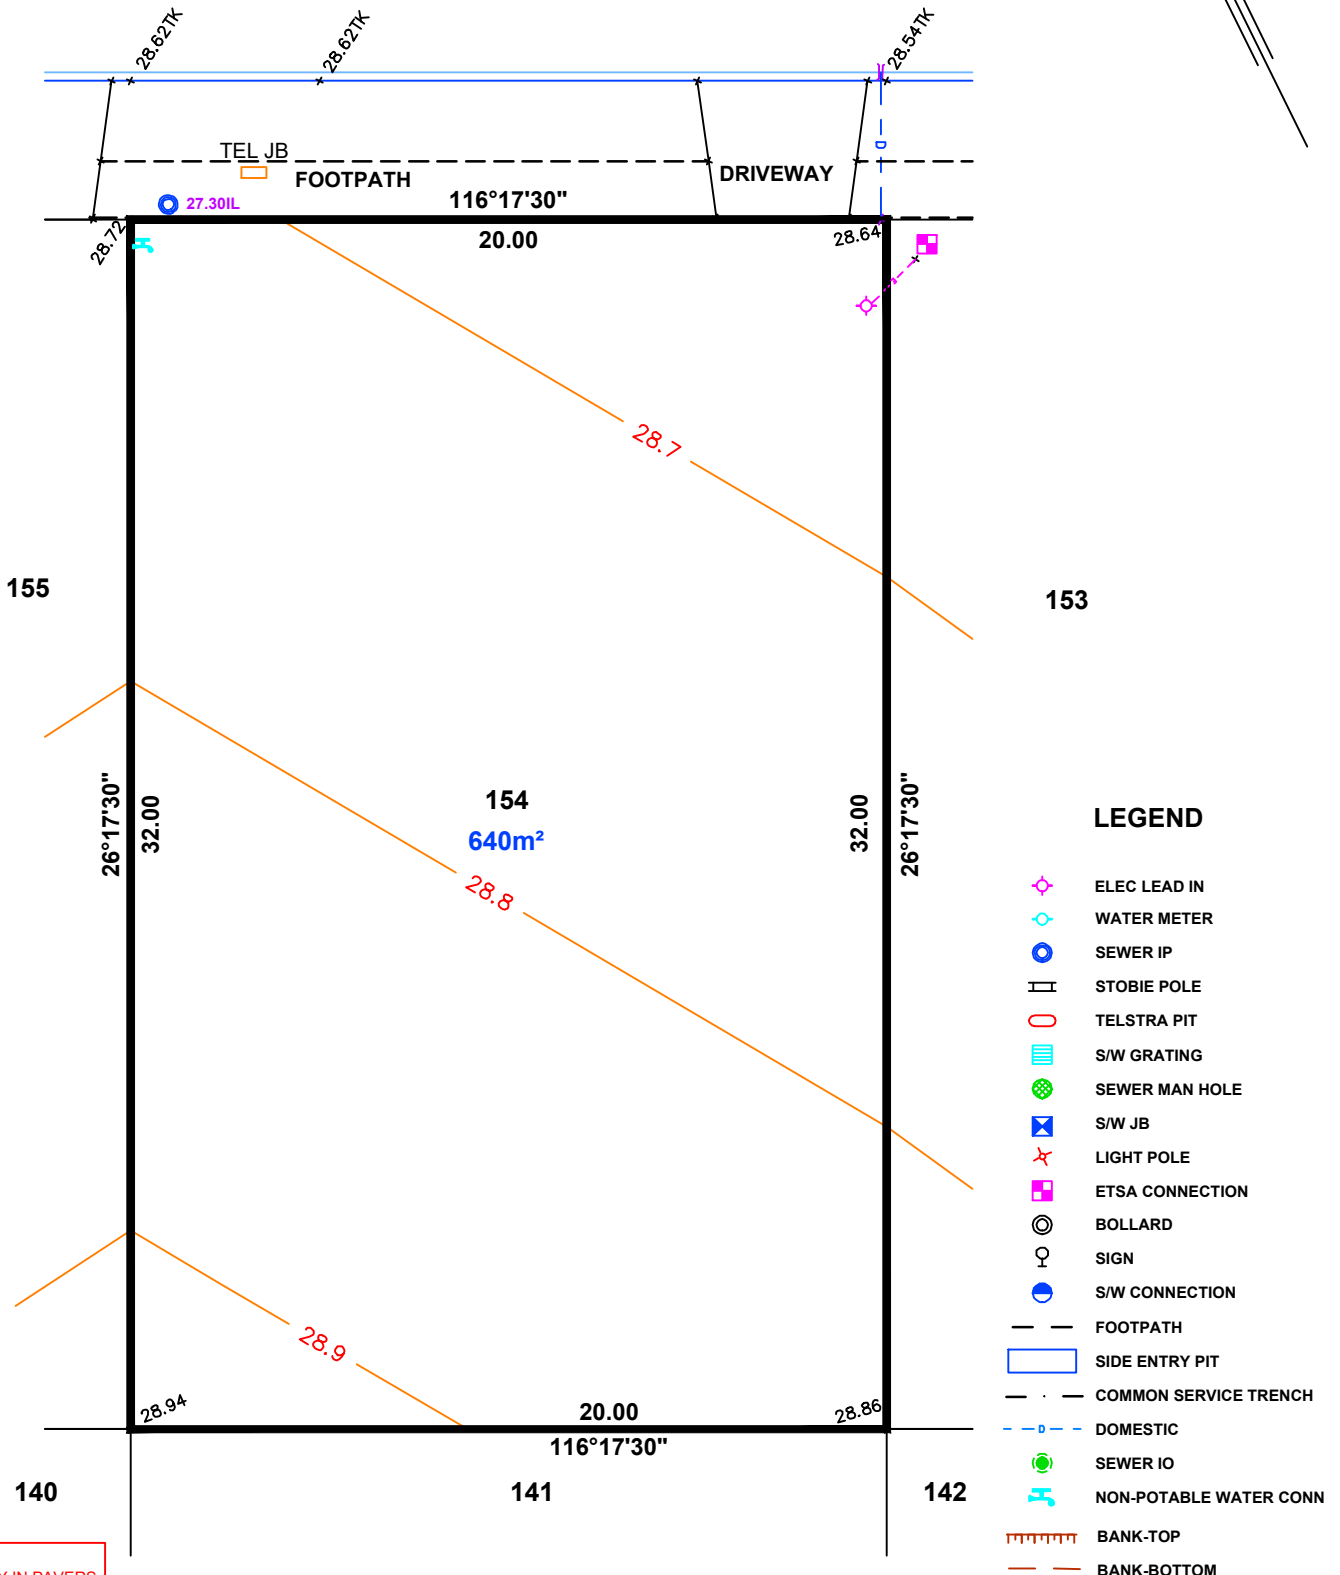 28.62TK
28.62TK
28.54TK
TEL JB
FOOTPATH
DRIVEWAY
D
27.30IL
116°17'30"
20.00
28.72
28.64
28.7
155
153
26°17'30"
32.00
154
640m²
32.00
26°17'30"
28.8
28.9
28.94
20.00
28.86
116°17'30"
140
141
142
LEGEND
ELEC LEAD IN
WATER METER
SEWER IP
STOBIE POLE
TELSTRA PIT
S/W GRATING
SEWER MAN HOLE
S/W JB
LIGHT POLE
ETSA CONNECTION
BOLLARD
SIGN
S/W CONNECTION
FOOTPATH
SIDE ENTRY PIT
COMMON SERVICE TRENCH
D DOMESTIC
SEWER IO
NON-POTABLE WATER CONN
BANK-TOP
BANK-BOTTOM
IN PAVERS